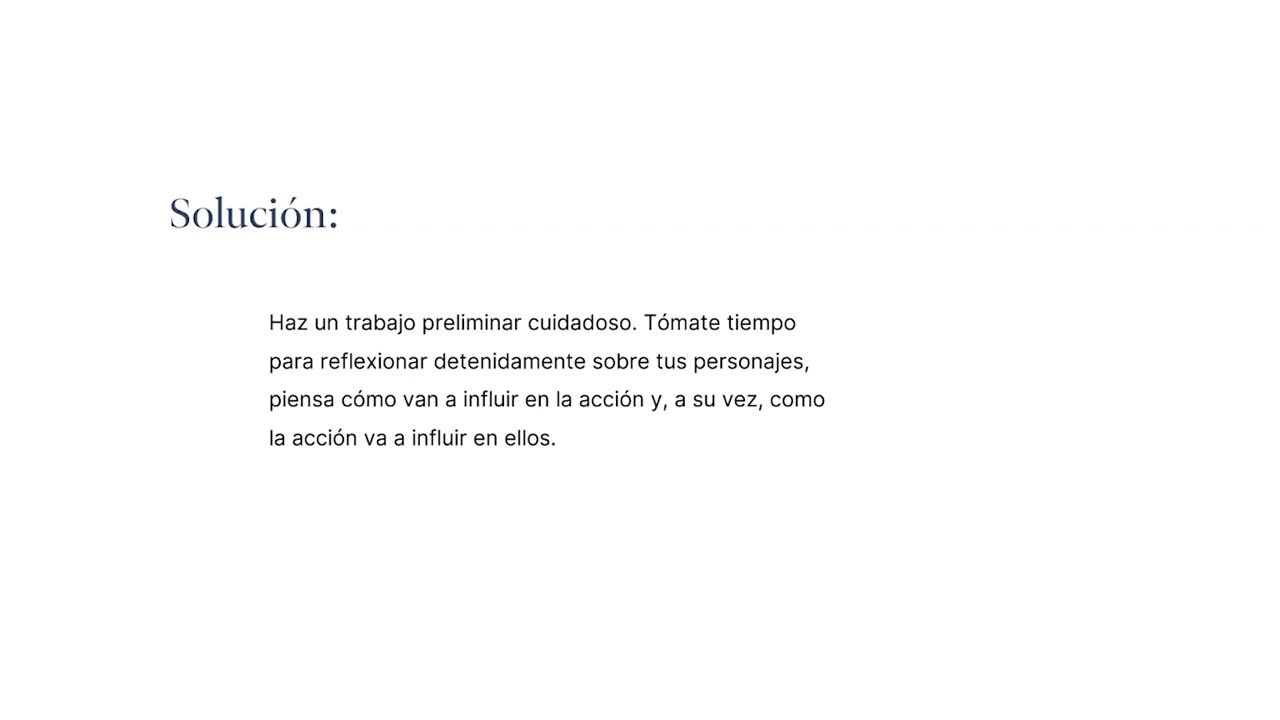 Solución:
Haz un trabajo preliminar cuidadoso. Tómate tiempo
para reflexionar detenidamente sobre tus personajes,
piensa cómo van a influir en la acción y, a su vez, como
la acción va a influir en ellos.